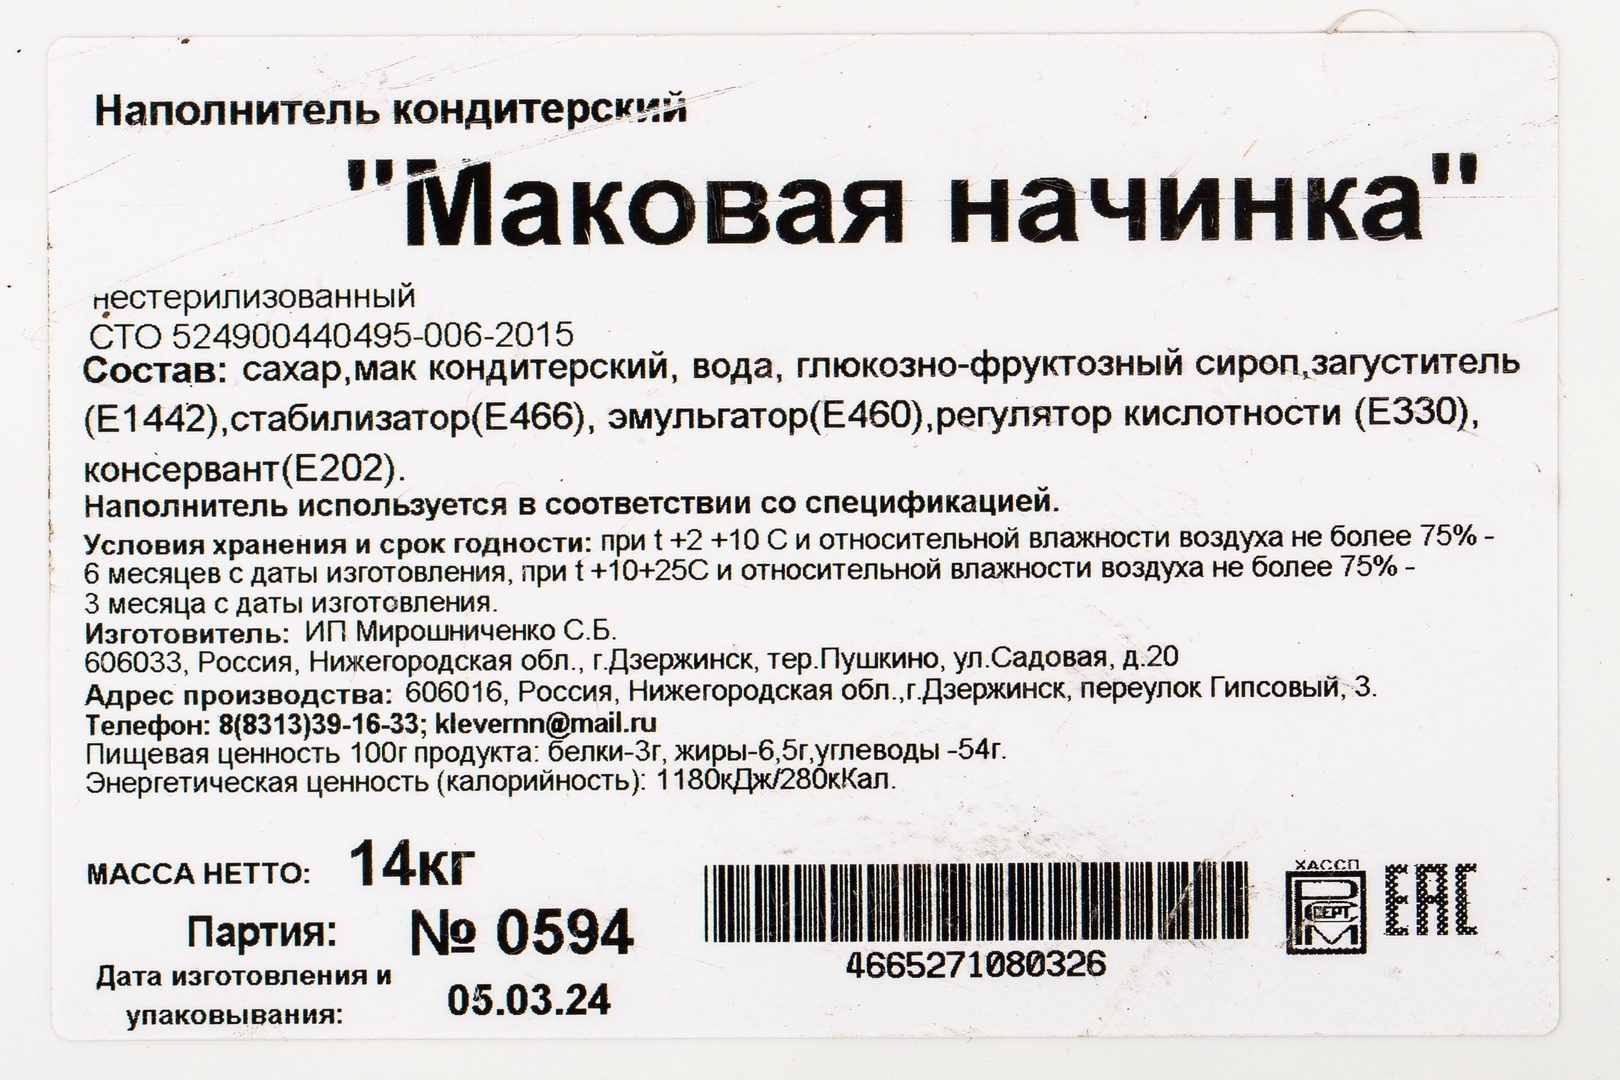 Наполнитель кондитерский
"Маковая начинка"
нестерилизованный
СТО 524900440495-006-2015
Состав: сахар,мак кондитерский, вода, глюкозно-фруктозный сироп,загуститель
(Е1442),стабилизатор(Е466), эмульгатор(Е460),регулятор кислотности (Е330),
консервант(Е202).
Наполнитель используется в соответствии со спецификацией.
Условия хранения и срок годности: при t +2 +10 С и относительной влажности воздуха не более 75% -
6 месяцев с даты изготовления, при t +10+25С и относительной влажности воздуха не более 75% -
3 месяца с даты изготовления.
Изготовитель: ИП Мирошниченко С.Б.
606033, Россия, Нижегородская обл., г.Дзержинск, тер.Пушкино, ул.Садовая, д.20
Адрес производства: 606016, Россия, Нижегородская обл.,г.Дзержинск, переулок Гипсовый, 3.
Телефон: 8(8313)39-16-33; klevernn@mail.ru
Пищевая ценность 100г продукта: белки-3г, жиры-6,5г,углеводы -54г.
Энергетическая ценность (калорийность): 1180кДж/280кКал.
МАССА НЕТТО: 14кг
Партия: № 0594
Дата изготовления и
упаковывания: 05.03.24
4665271080326
ХАССП
СЕРТ
ЕАС